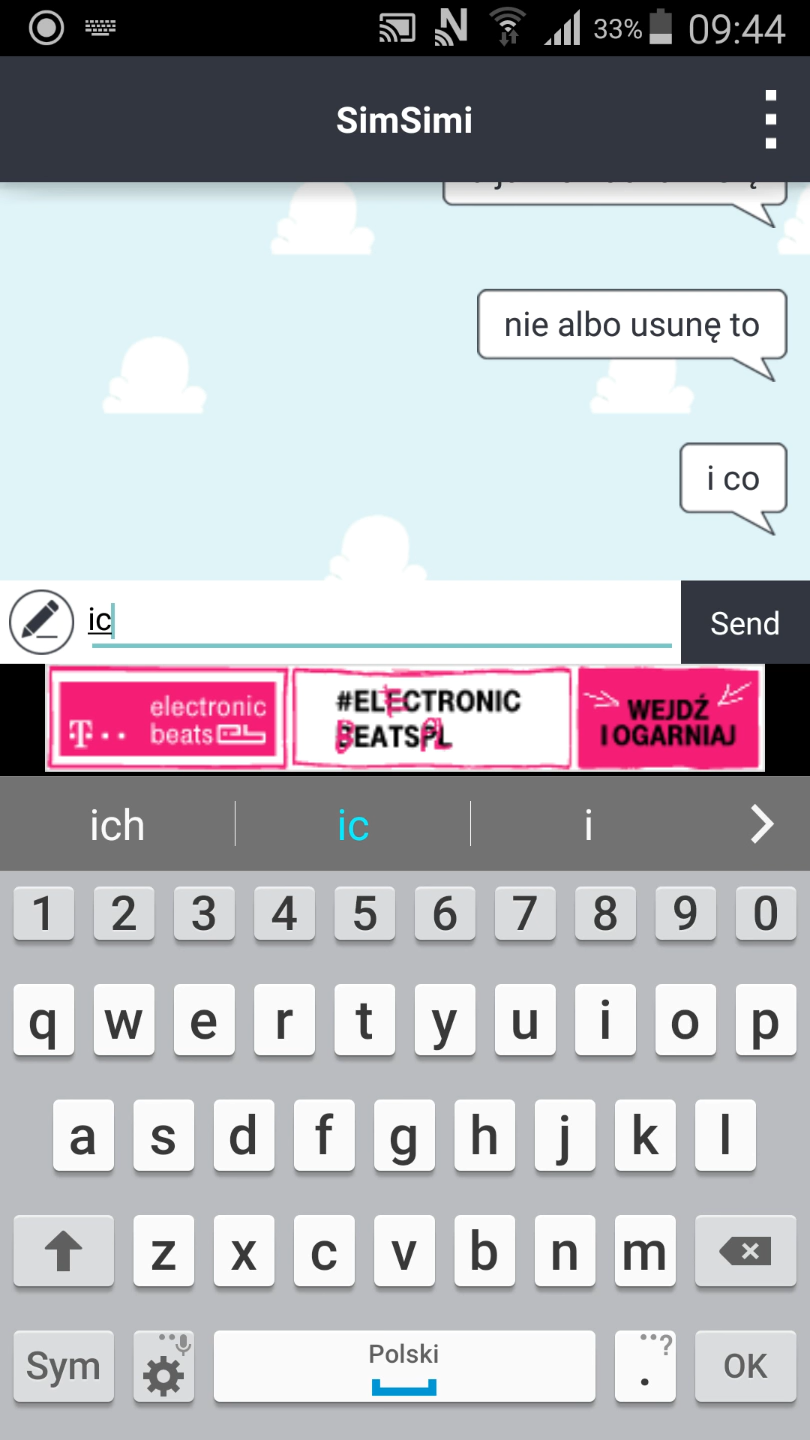 33% 09:44
SimSimi
nie albo usunę to
i co
ic
Send
electronic
T beats
#ELECTRONIC
BEATSPL
WEJDŹ
I OGARNIAJ
ich ic i
1 2 3 4 5 6 7 8 9 0
q w e r t y u i o p
a s d f g h j k l
z x c v b n m
Sym Polski . ? OK